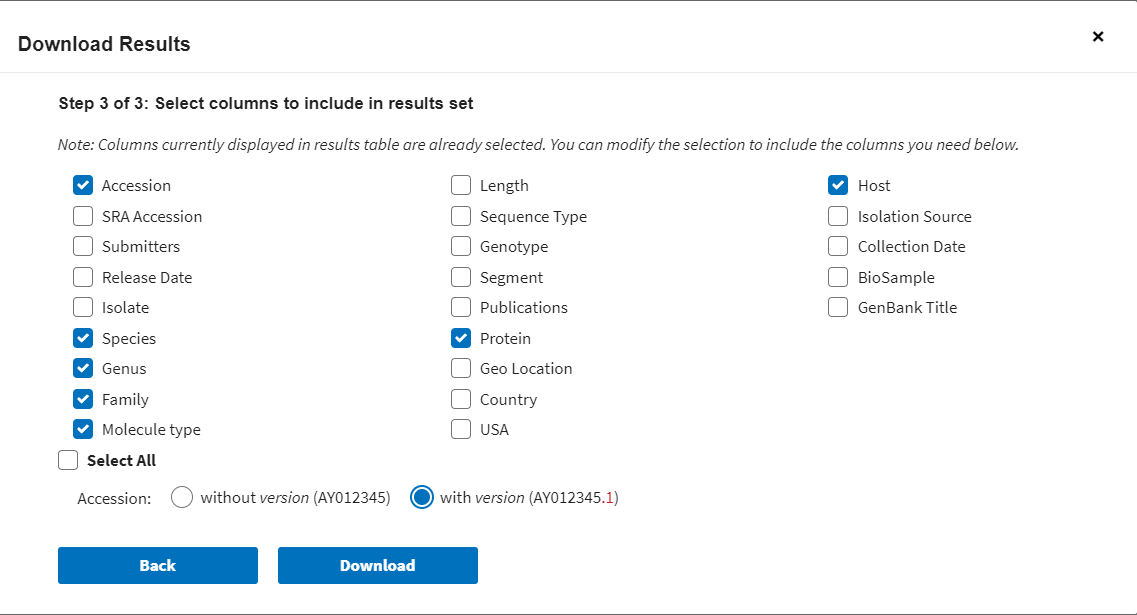 Download Results
×
Step 3 of 3: Select columns to include in results set
Note: Columns currently displayed in results table are already selected. You can modify the selection to include the columns you need below.
Accession
SRA Accession
Submitters
Release Date
Isolate
Species
Genus
Family
Molecule type
Length
Sequence Type
Genotype
Segment
Publications
Protein
Geo Location
Country
USA
Host
Isolation Source
Collection Date
BioSample
GenBank Title
Select All
Accession: without version (AY012345) with version (AY012345.1)
Back Download